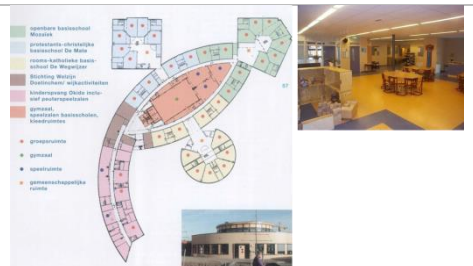 openbare basisschool
Mozaïek
protestants-christelijke
basisschool De Mate
rooms-katholieke basis-
school De Wegwijzer
Stichting Welzijn
Doetinchem: wijkactiviteiten
kinderopvang Okido inclu-
sief peuterspeelzalen
gymzaal,
speelzalen basisscholen,
kleedruimtes
groepsruimte
gymzaal
speelruimte
gemeenschappelijke
ruimte